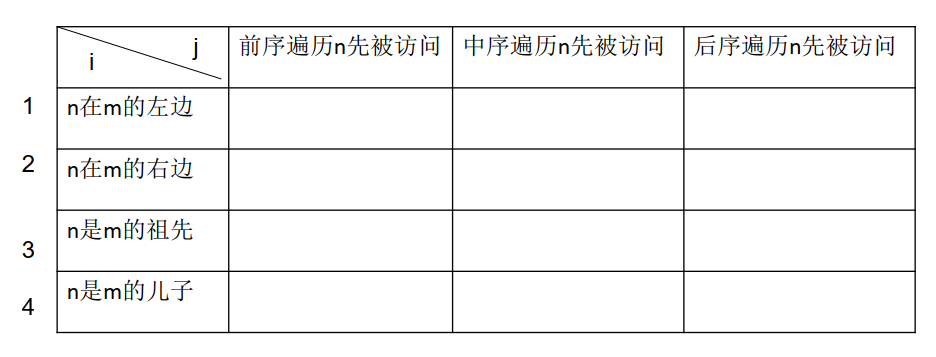 i j 前序遍历n先被访问 中序遍历n先被访问 后序遍历n先被访问
1 n在m的左边
2 n在m的右边
3 n是m的祖先
4 n是m的儿子